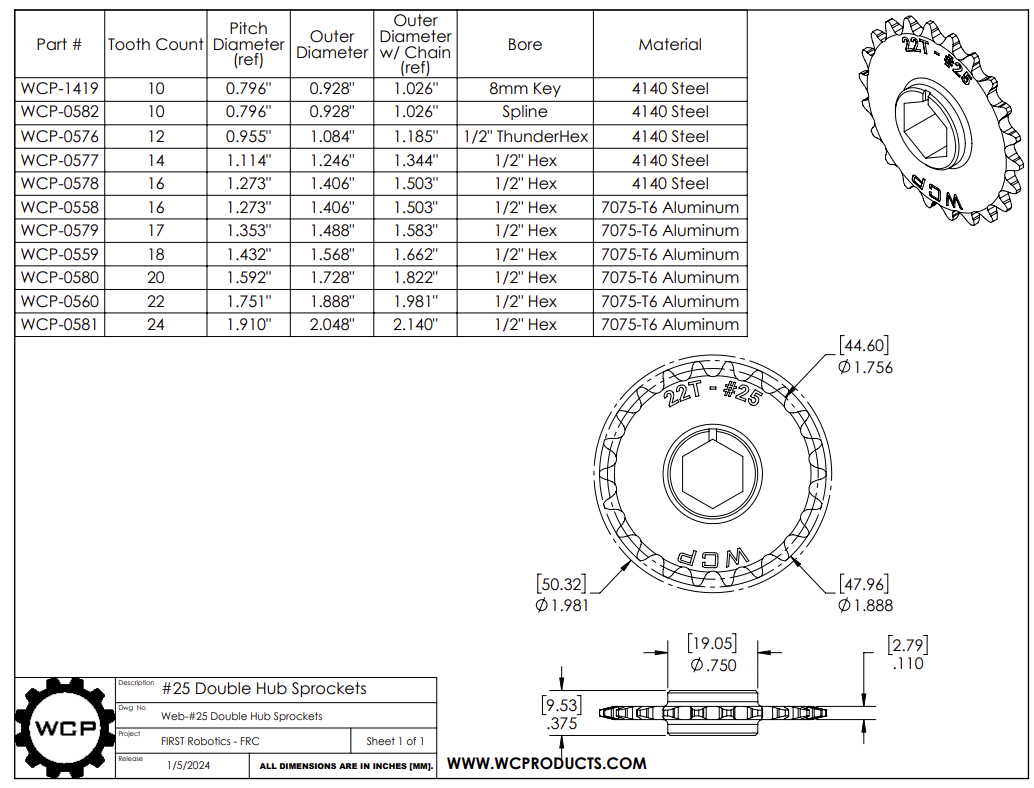 Part # Tooth Count Pitch Diameter (ref) Outer Diameter Outer Diameter w/ Chain (ref) Bore Material
WCP-1419 10 0.796" 0.928" 1.026" 8mm Key 4140 Steel
WCP-0582 10 0.796" 0.928" 1.026" Spline 4140 Steel
WCP-0576 12 0.955" 1.084" 1.185" 1/2" ThunderHex 4140 Steel
WCP-0577 14 1.114" 1.246" 1.344" 1/2" Hex 4140 Steel
WCP-0578 16 1.273" 1.406" 1.503" 1/2" Hex 4140 Steel
WCP-0558 16 1.273" 1.406" 1.503" 1/2" Hex 7075-T6 Aluminum
WCP-0579 17 1.353" 1.488" 1.583" 1/2" Hex 7075-T6 Aluminum
WCP-0559 18 1.432" 1.568" 1.662" 1/2" Hex 7075-T6 Aluminum
WCP-0580 20 1.592" 1.728" 1.822" 1/2" Hex 7075-T6 Aluminum
WCP-0560 22 1.751" 1.888" 1.981" 1/2" Hex 7075-T6 Aluminum
WCP-0581 24 1.910" 2.048" 2.140" 1/2" Hex 7075-T6 Aluminum
22T - #25
WCP
[44.60]
∅1.756
22T - #25
WCP
[50.32]
∅1.981
[47.96]
∅1.888
[19.05]
∅.750
[2.79]
.110
[9.53]
.375
WCP
Description #25 Double Hub Sprockets
Dwg No Web-#25 Double Hub Sprockets
Project FIRST Robotics - FRC Sheet 1 of 1
Release 1/5/2024 ALL DIMENSIONS ARE IN INCHES [MM].
WWW.WCPRODUCTS.COM